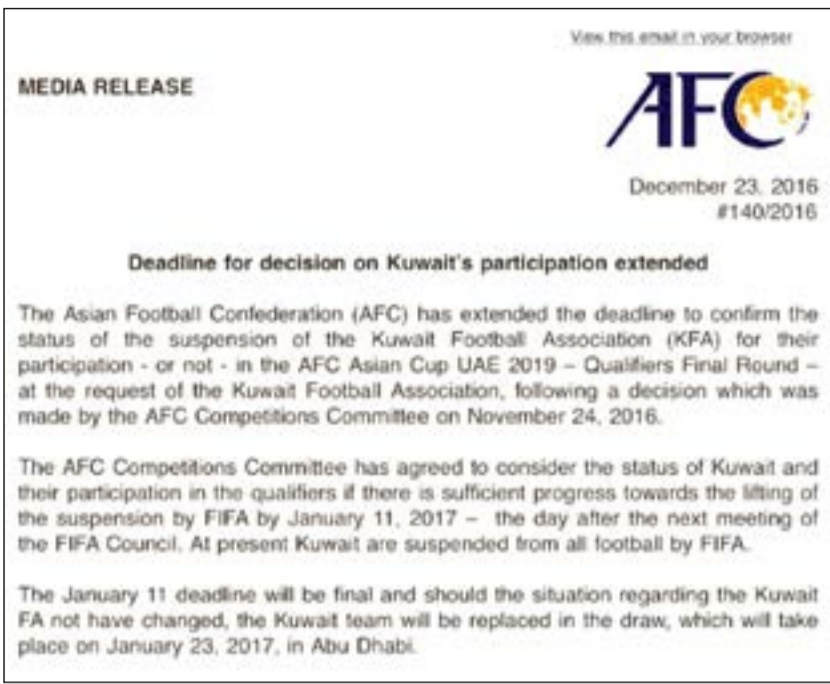 View this email in your browser
MEDIA RELEASE
AFC
December 23, 2016
#140/2016
Deadline for decision on Kuwait's participation extended
The Asian Football Confederation (AFC) has extended the deadline to confirm the
status of the suspension of the Kuwait Football Association (KFA) for their
participation - or not - in the AFC Asian Cup UAE 2019 – Qualifiers Final Round –
at the request of the Kuwait Football Association, following a decision which was
made by the AFC Competitions Committee on November 24, 2016.
The AFC Competitions Committee has agreed to consider the status of Kuwait and
their participation in the qualifiers if there is sufficient progress towards the lifting of
the suspension by FIFA by January 11, 2017 – the day after the next meeting of
the FIFA Council. At present Kuwait are suspended from all football by FIFA.
The January 11 deadline will be final and should the situation regarding the Kuwait
FA not have changed, the Kuwait team will be replaced in the draw, which will take
place on January 23, 2017, in Abu Dhabi.